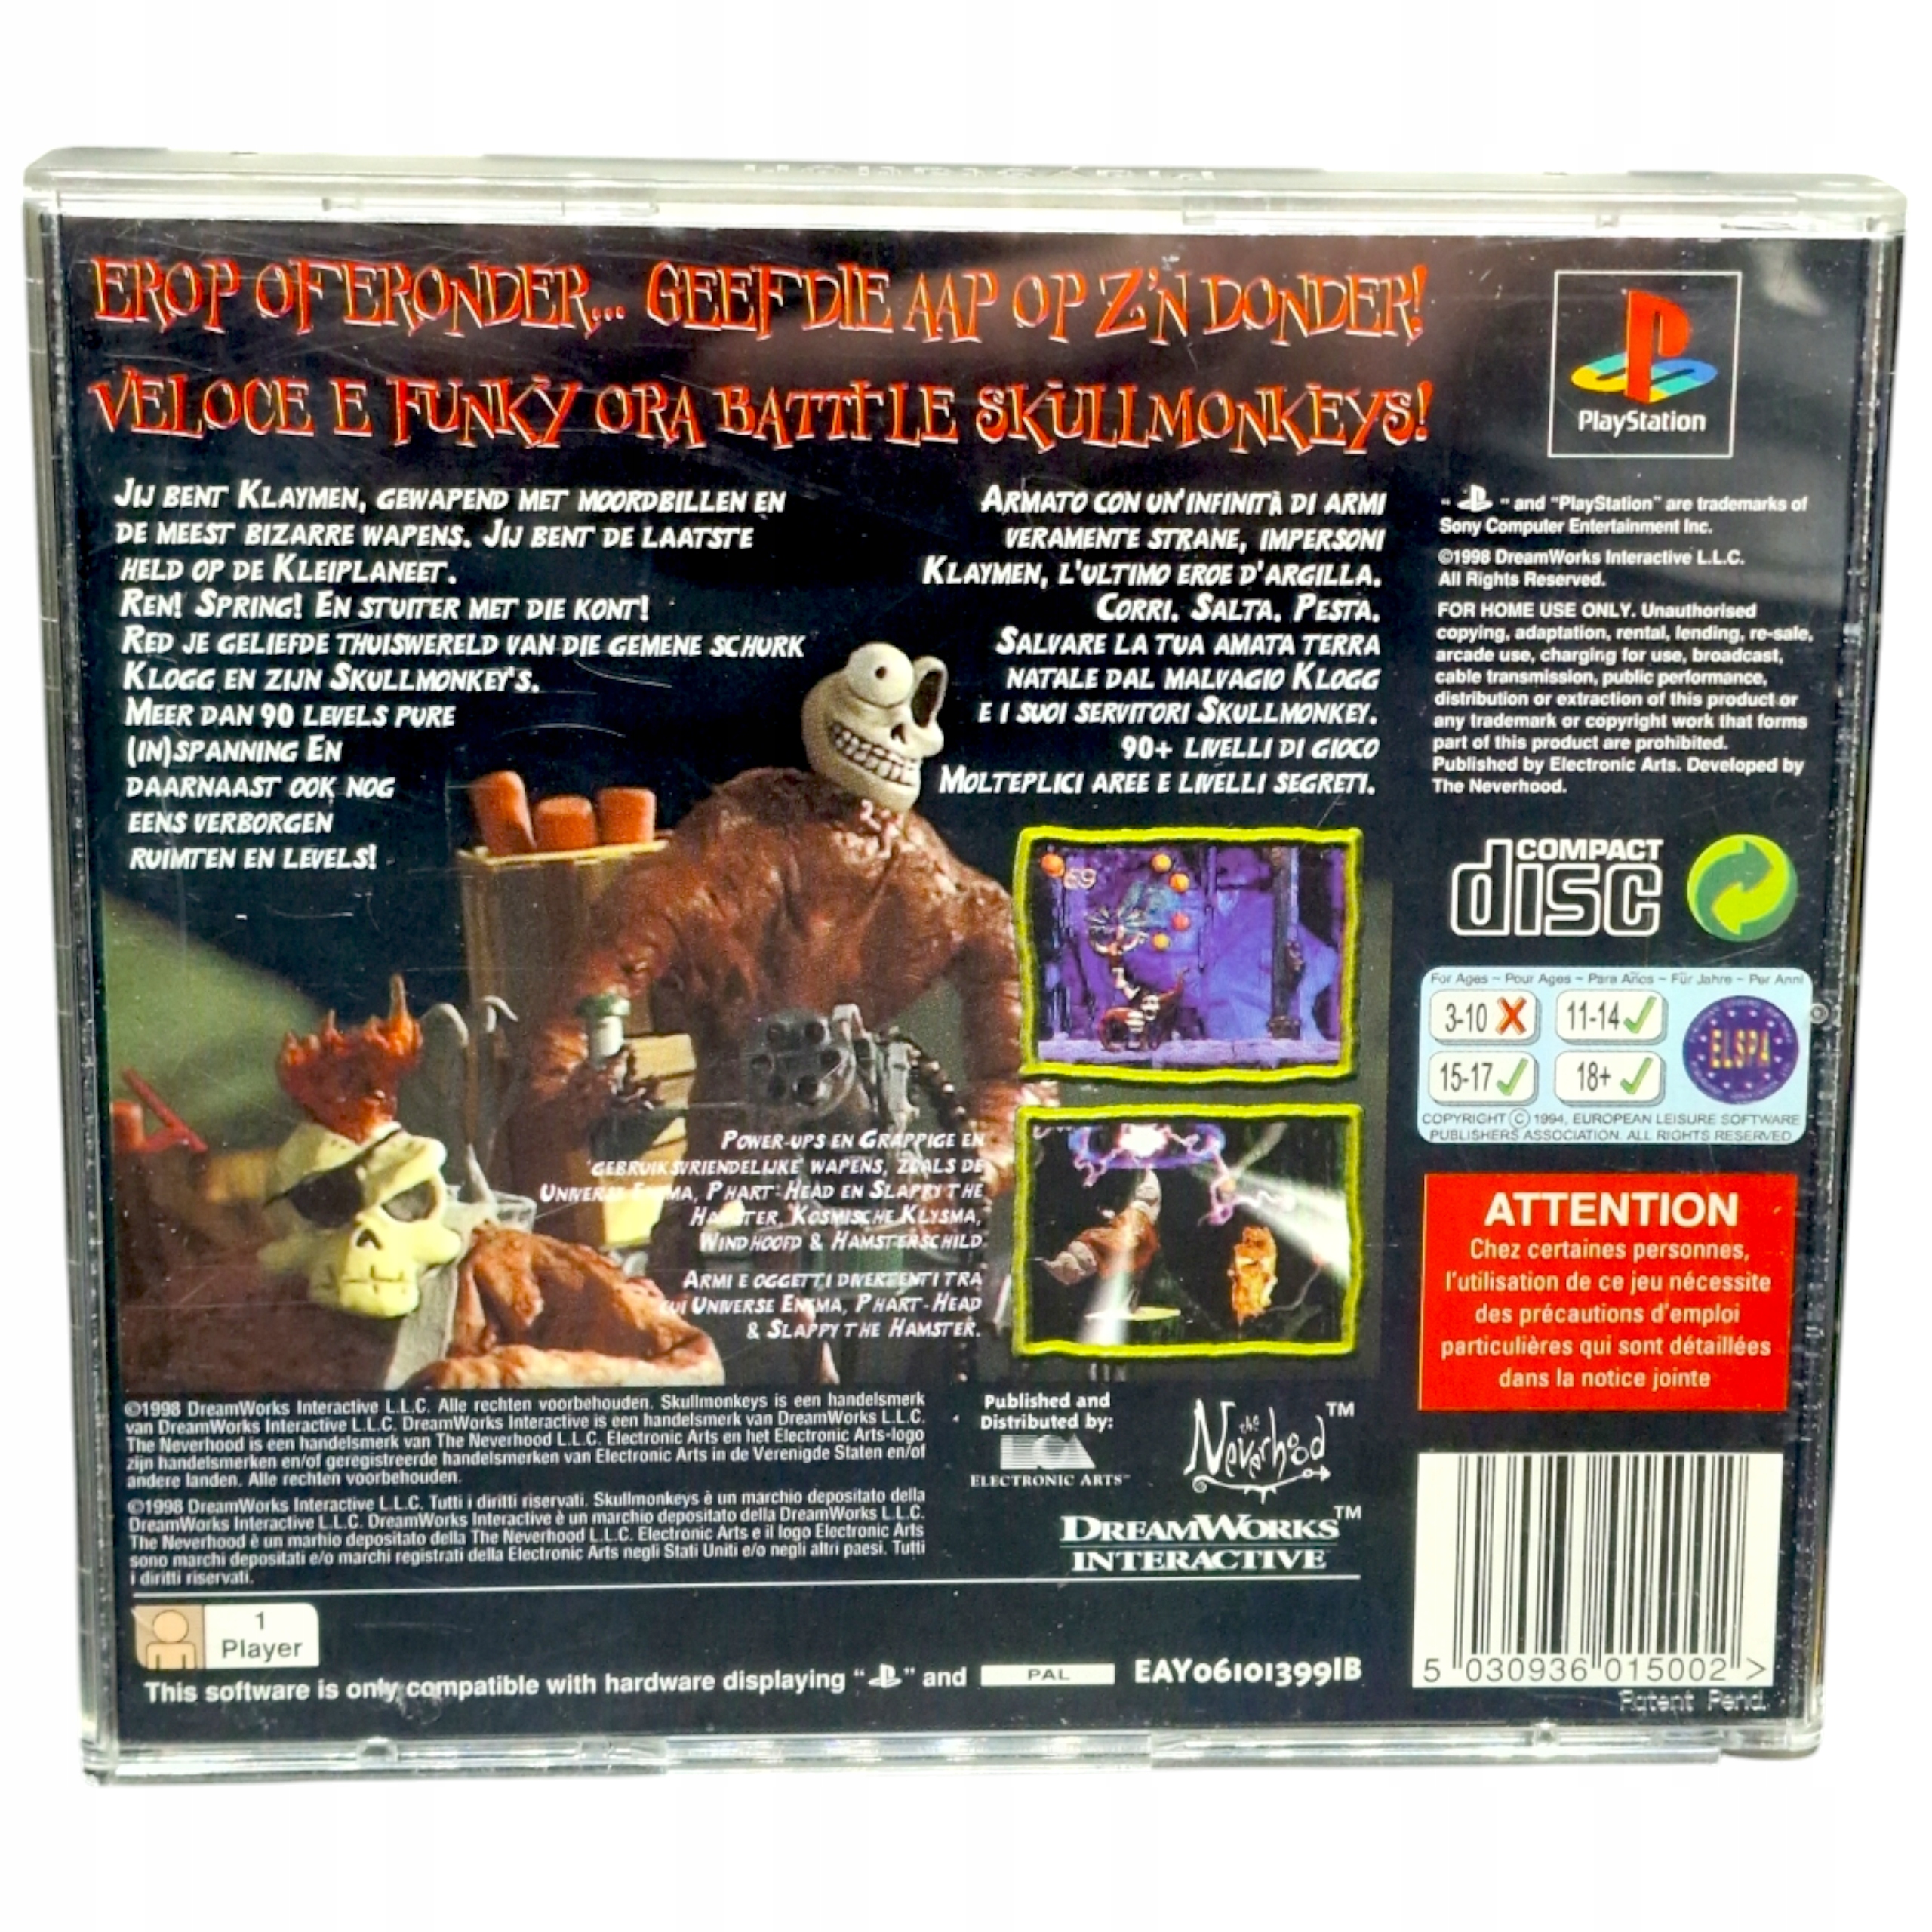 EROP OF ERONDER... GEEF DIE AAP OP Z'N DONDER!
VELOCE E FUNKY ORA BATTTLE SKULLMONKEYS!
JIJ BENT KLAYMEN, GEWAPEND MET MOORDBILLEN EN
DE MEEST BIZARRE WAPENS. JIJ BENT DE LAATSTE
HELD OP DE KLEIPLANEET.
REN! SPRING! EN STUITER MET DIE KONT!
RED JE GELIEFDE THUISWERELD VAN DIE GEMENE SCHURK
KLOGG EN ZIJN SKULLMONKEY'S.
MEER DAN 90 LEVELS PURE
(IN)SPANNING EN
DAARNAAST OOK NOG
EENS VERBORGEN
RUIMTEN EN LEVELS!
ARMATO CON UN'INFINITÀ DI ARMI
VERAMENTE STRANE, IMPERSONI
KLAYMEN, L'ULTIMO EROE D'ARGILLA.
CORRI. SALTA. PESTA.
SALVARE LA TUA AMATA TERRA
NATALE DAL MALVAGIO KLOGG
E I SUOI SERVITORI SKULLMONKEY.
90+ LIVELLI DI GIOCO
MOLTEPLICI AREE E LIVELLI SEGRETI.
69
POWER-UPS EN GRAPPIGE EN
'GEBRUIKSVRIENDELIJKE' WAPENS, ZOALS DE
UNIVERSE ENEMA, PHART-HEAD EN SLAPPY THE
HAMSTER, KOSMISCHE KLYSMA,
WINDHOOFD & HAMSTERSCHILD
ARMI E OGGETTI DIVERTENTI TRA
CUI UNIVERSE ENEMA, PHART-HEAD
& SLAPPY THE HAMSTER.
PlayStation
" " and "PlayStation" are trademarks of
Sony Computer Entertainment Inc.
©1998 DreamWorks Interactive L.L.C.
All Rights Reserved.
FOR HOME USE ONLY. Unauthorised
copying, adaptation, rental, lending, re-sale,
arcade use, charging for use, broadcast,
cable transmission, public performance,
distribution or extraction of this product or
any trademark or copyright work that forms
part of this product are prohibited.
Published by Electronic Arts. Developed by
The Neverhood.
COMPACT
disc
For Ages ~ Pour Ages ~ Para Años ~ Für Jahre ~ Per Anni
3-10 11-14
15-17 18+
ELSPA
COPYRIGHT © 1994, EUROPEAN LEISURE SOFTWARE
PUBLISHERS ASSOCIATION. ALL RIGHTS RESERVED
ATTENTION
Chez certaines personnes,
l'utilisation de ce jeu nécessite
des précautions d'emploi
particulières qui sont détaillées
dans la notice jointe
©1998 DreamWorks Interactive L.L.C. Alle rechten voorbehouden. Skullmonkeys is een handelsmerk
van DreamWorks Interactive L.L.C. DreamWorks Interactive is een handelsmerk van DreamWorks L.L.C.
The Neverhood is een handelsmerk van The Neverhood L.L.C. Electronic Arts en het Electronic Arts-logo
zijn handelsmerken en/of geregistreerde handelsmerken van Electronic Arts in de Verenigde Staten en/of
andere landen. Alle rechten voorbehouden.
©1998 DreamWorks Interactive L.L.C. Tutti i diritti riservati. Skullmonkeys è un marchio depositato della
DreamWorks Interactive L.L.C. DreamWorks Interactive è un marchio depositato della DreamWorks L.L.C.
The Neverhood è un marhio depositato della The Neverhood L.L.C. Electronic Arts e il logo Electronic Arts
sono marchi depositati e/o marchi registrati della Electronic Arts negli Stati Uniti e/o negli altri paesi. Tutti
i diritti riservati.
Published and
Distributed by:
ELECTRONIC ARTS™
the
Neverhood™
DREAMWORKS™
INTERACTIVE
1
Player
This software is only compatible with hardware displaying " " and PAL EAY06101399IB
5 030936 015002 >
Patent Pend.